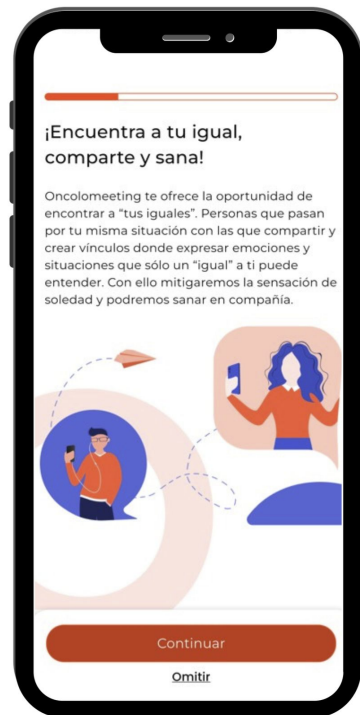 ¡Encuentra a tu igual,
comparte y sana!
Oncolomeeting te ofrece la oportunidad de
encontrar a “tus iguales”. Personas que pasan
por tu misma situación con las que compartir y
crear vínculos donde expresar emociones y
situaciones que sólo un “igual” a ti puede
entender. Con ello mitigaremos la sensación de
soledad y podremos sanar en compañía.
Continuar
Omitir